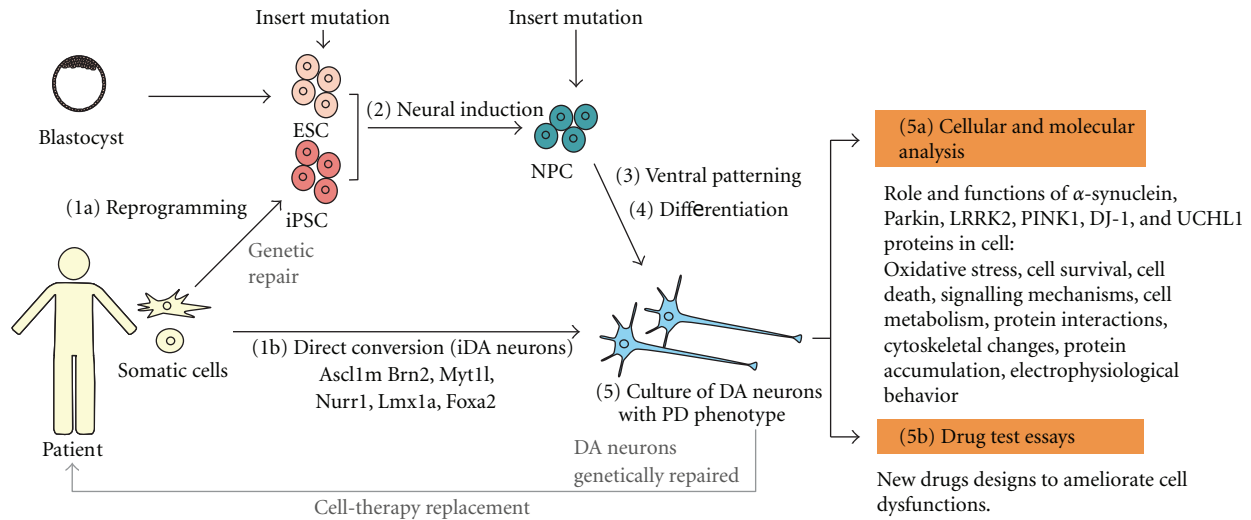 Insert mutation
Insert mutation
Blastocyst
ESC
(2) Neural induction
NPC
(1a) Reprogramming
iPSC
Genetic
repair
(3) Ventral patterning
(4) Differentiation
Somatic cells
Patient
(1b) Direct conversion (iDA neurons)
Ascl1m Brn2, Myt1l,
Nurr1, Lmx1a, Foxa2
(5) Culture of DA neurons
with PD phenotype
DA neurons
genetically repaired
Cell-therapy replacement
(5a) Cellular and molecular
analysis
Role and functions of α-synuclein,
Parkin, LRRK2, PINK1, DJ-1, and UCHL1
proteins in cell:
Oxidative stress, cell survival, cell
death, signalling mechanisms, cell
metabolism, protein interactions,
cytoskeletal changes, protein
accumulation, electrophysiological
behavior
(5b) Drug test essays
New drugs designs to ameliorate cell
dysfunctions.